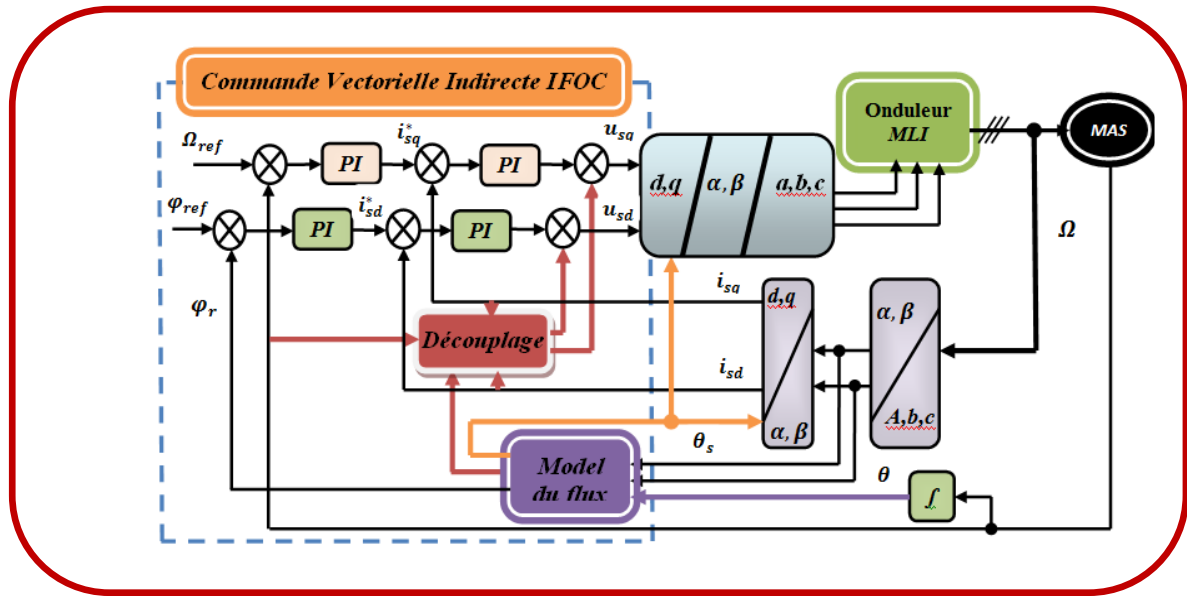 Commande Vectorielle Indirecte IFOC
Onduleur
MLI
MAS
Ω_ref
PI
i*_sq
PI
u_sq
d,q
α, β
a,b,c
φ_ref
PI
i*_sd
PI
u_sd
Ω
φ_r
i_sq
d,q
α, β
Découplage
i_sd
α, β
A,b,c
θ_s
Model
du flux
θ
∫